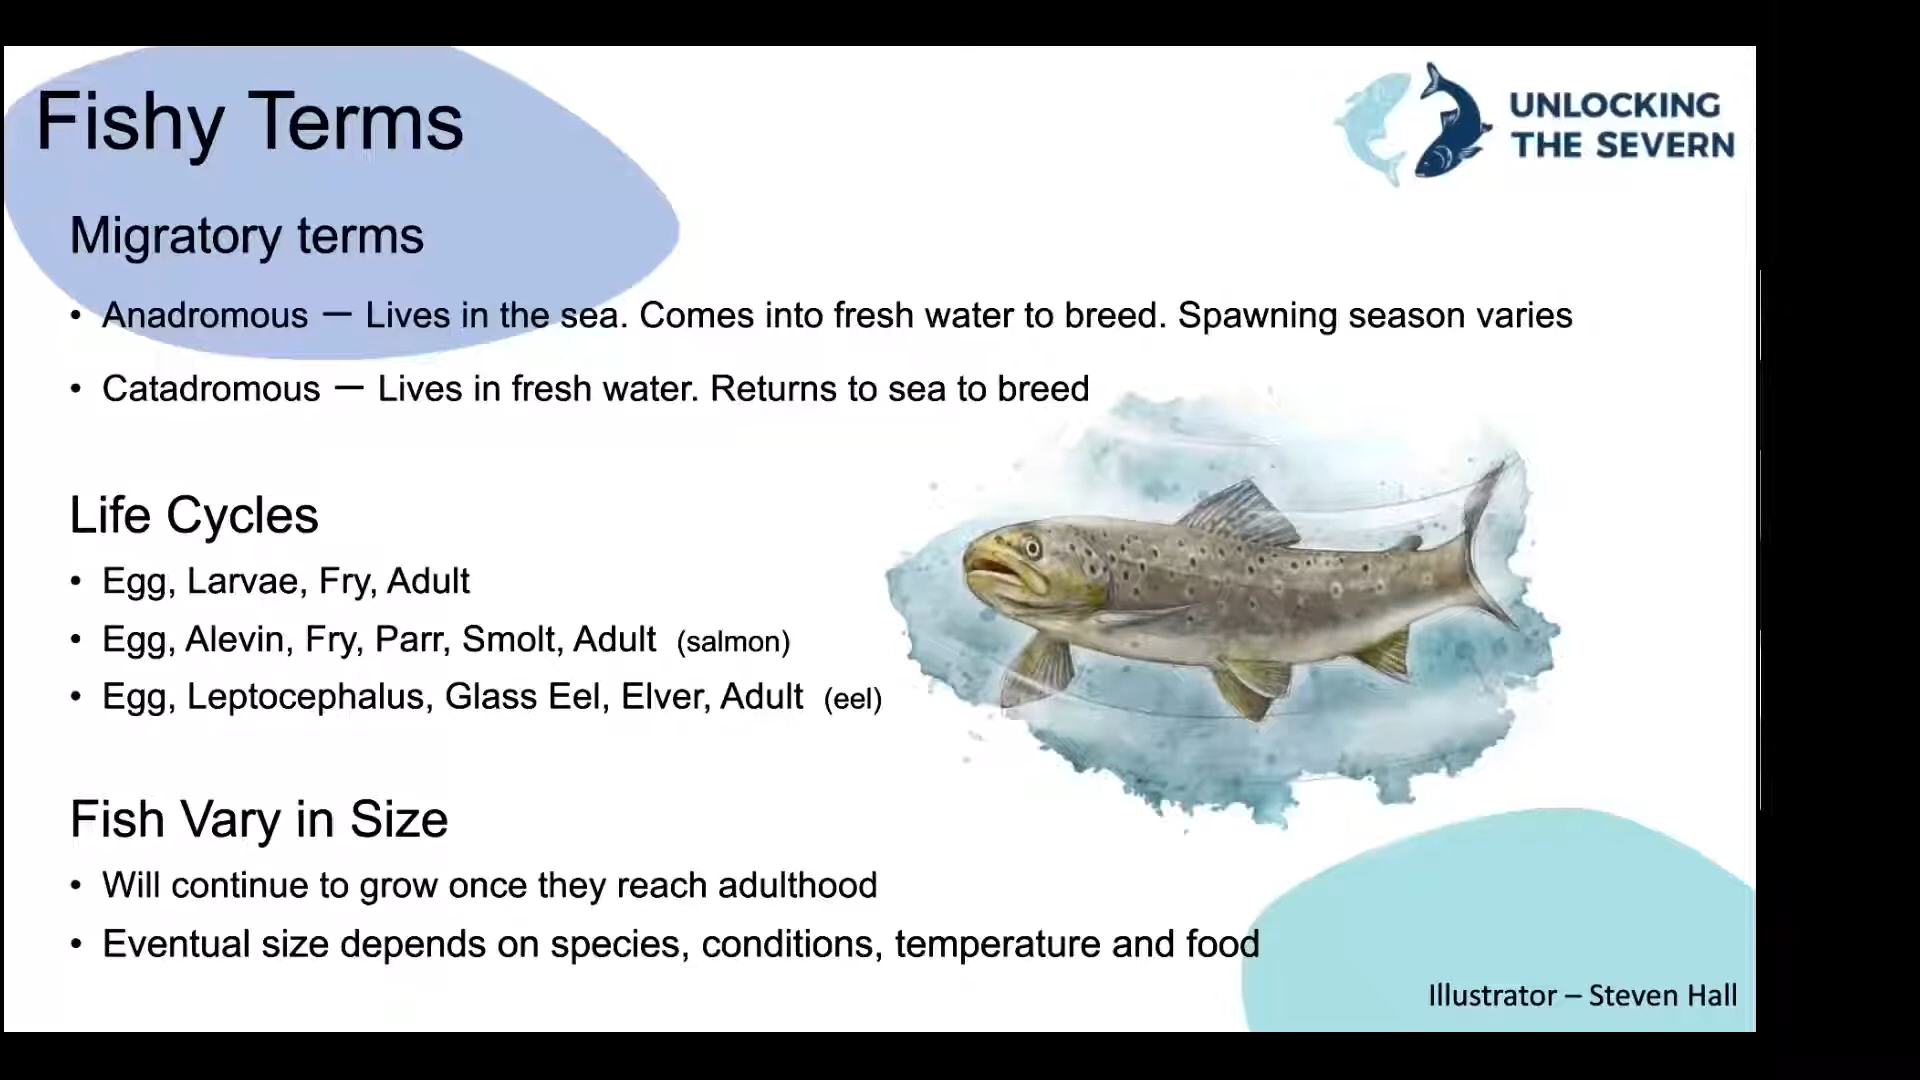 Fishy Terms
UNLOCKING
THE SEVERN
Migratory terms
• Anadromous — Lives in the sea. Comes into fresh water to breed. Spawning season varies
• Catadromous — Lives in fresh water. Returns to sea to breed
Life Cycles
• Egg, Larvae, Fry, Adult
• Egg, Alevin, Fry, Parr, Smolt, Adult (salmon)
• Egg, Leptocephalus, Glass Eel, Elver, Adult (eel)
Fish Vary in Size
• Will continue to grow once they reach adulthood
• Eventual size depends on species, conditions, temperature and food
Illustrator – Steven Hall